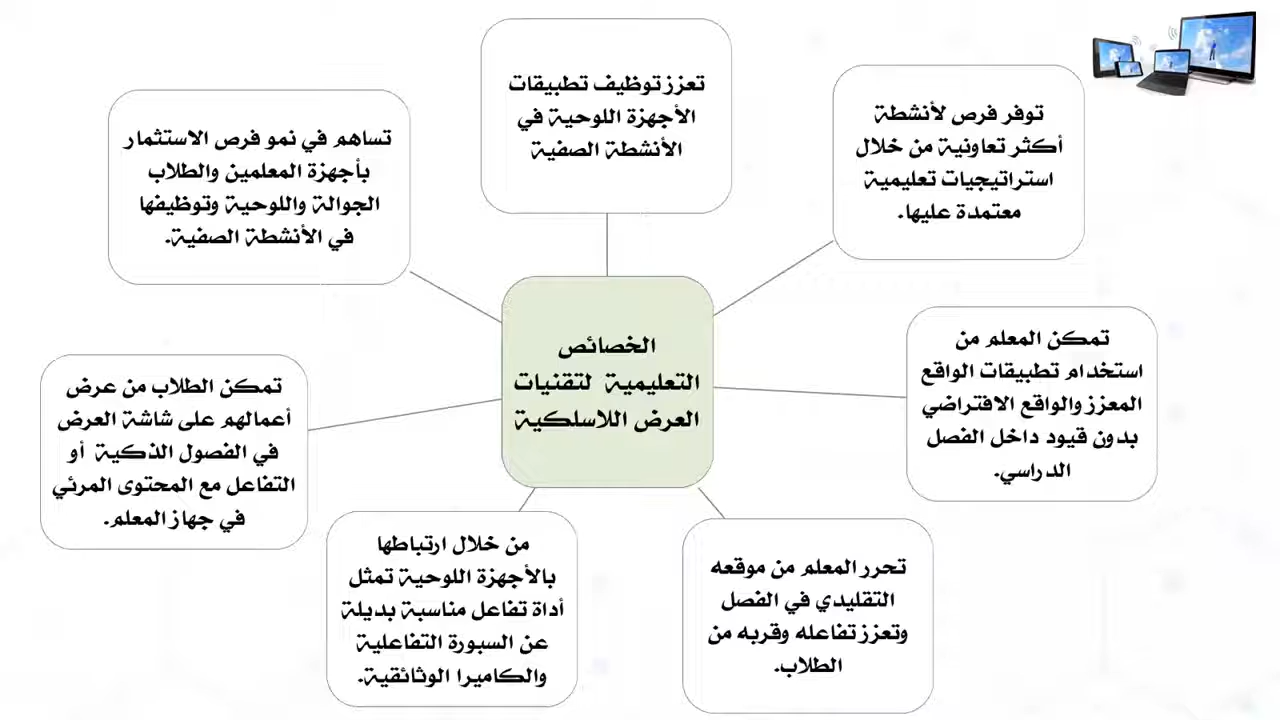 تعزز توظيف تطبيقات
الأجهزة اللوحية في
الأنشطة الصفية
توفر فرص لأنشطة
أكثر تعاونية من خلال
استراتيجيات تعليمية
معتمدة عليها.
تمكن المعلم من
استخدام تطبيقات الواقع
المعزز والواقع الافتراضي
بدون قيود داخل الفصل
الدراسي.
تحرر المعلم من موقعه
التقليدي في الفصل
وتعزز تفاعله وقربه من
الطلاب.
من خلال ارتباطها
بالأجهزة اللوحية تمثل
أداة تفاعل مناسبة بديلة
عن السبورة التفاعلية
والكاميرا الوثائقية.
تمكن الطلاب من عرض
أعمالهم على شاشة العرض
في الفصول الذكية أو
التفاعل مع المحتوى المرئي
في جهاز المعلم.
تساهم في نمو فرص الاستثمار
بأجهزة المعلمين والطلاب
الجوالة واللوحية وتوظيفها
في الأنشطة الصفية.
الخصائص
التعليمية لتقنيات
العرض اللاسلكية